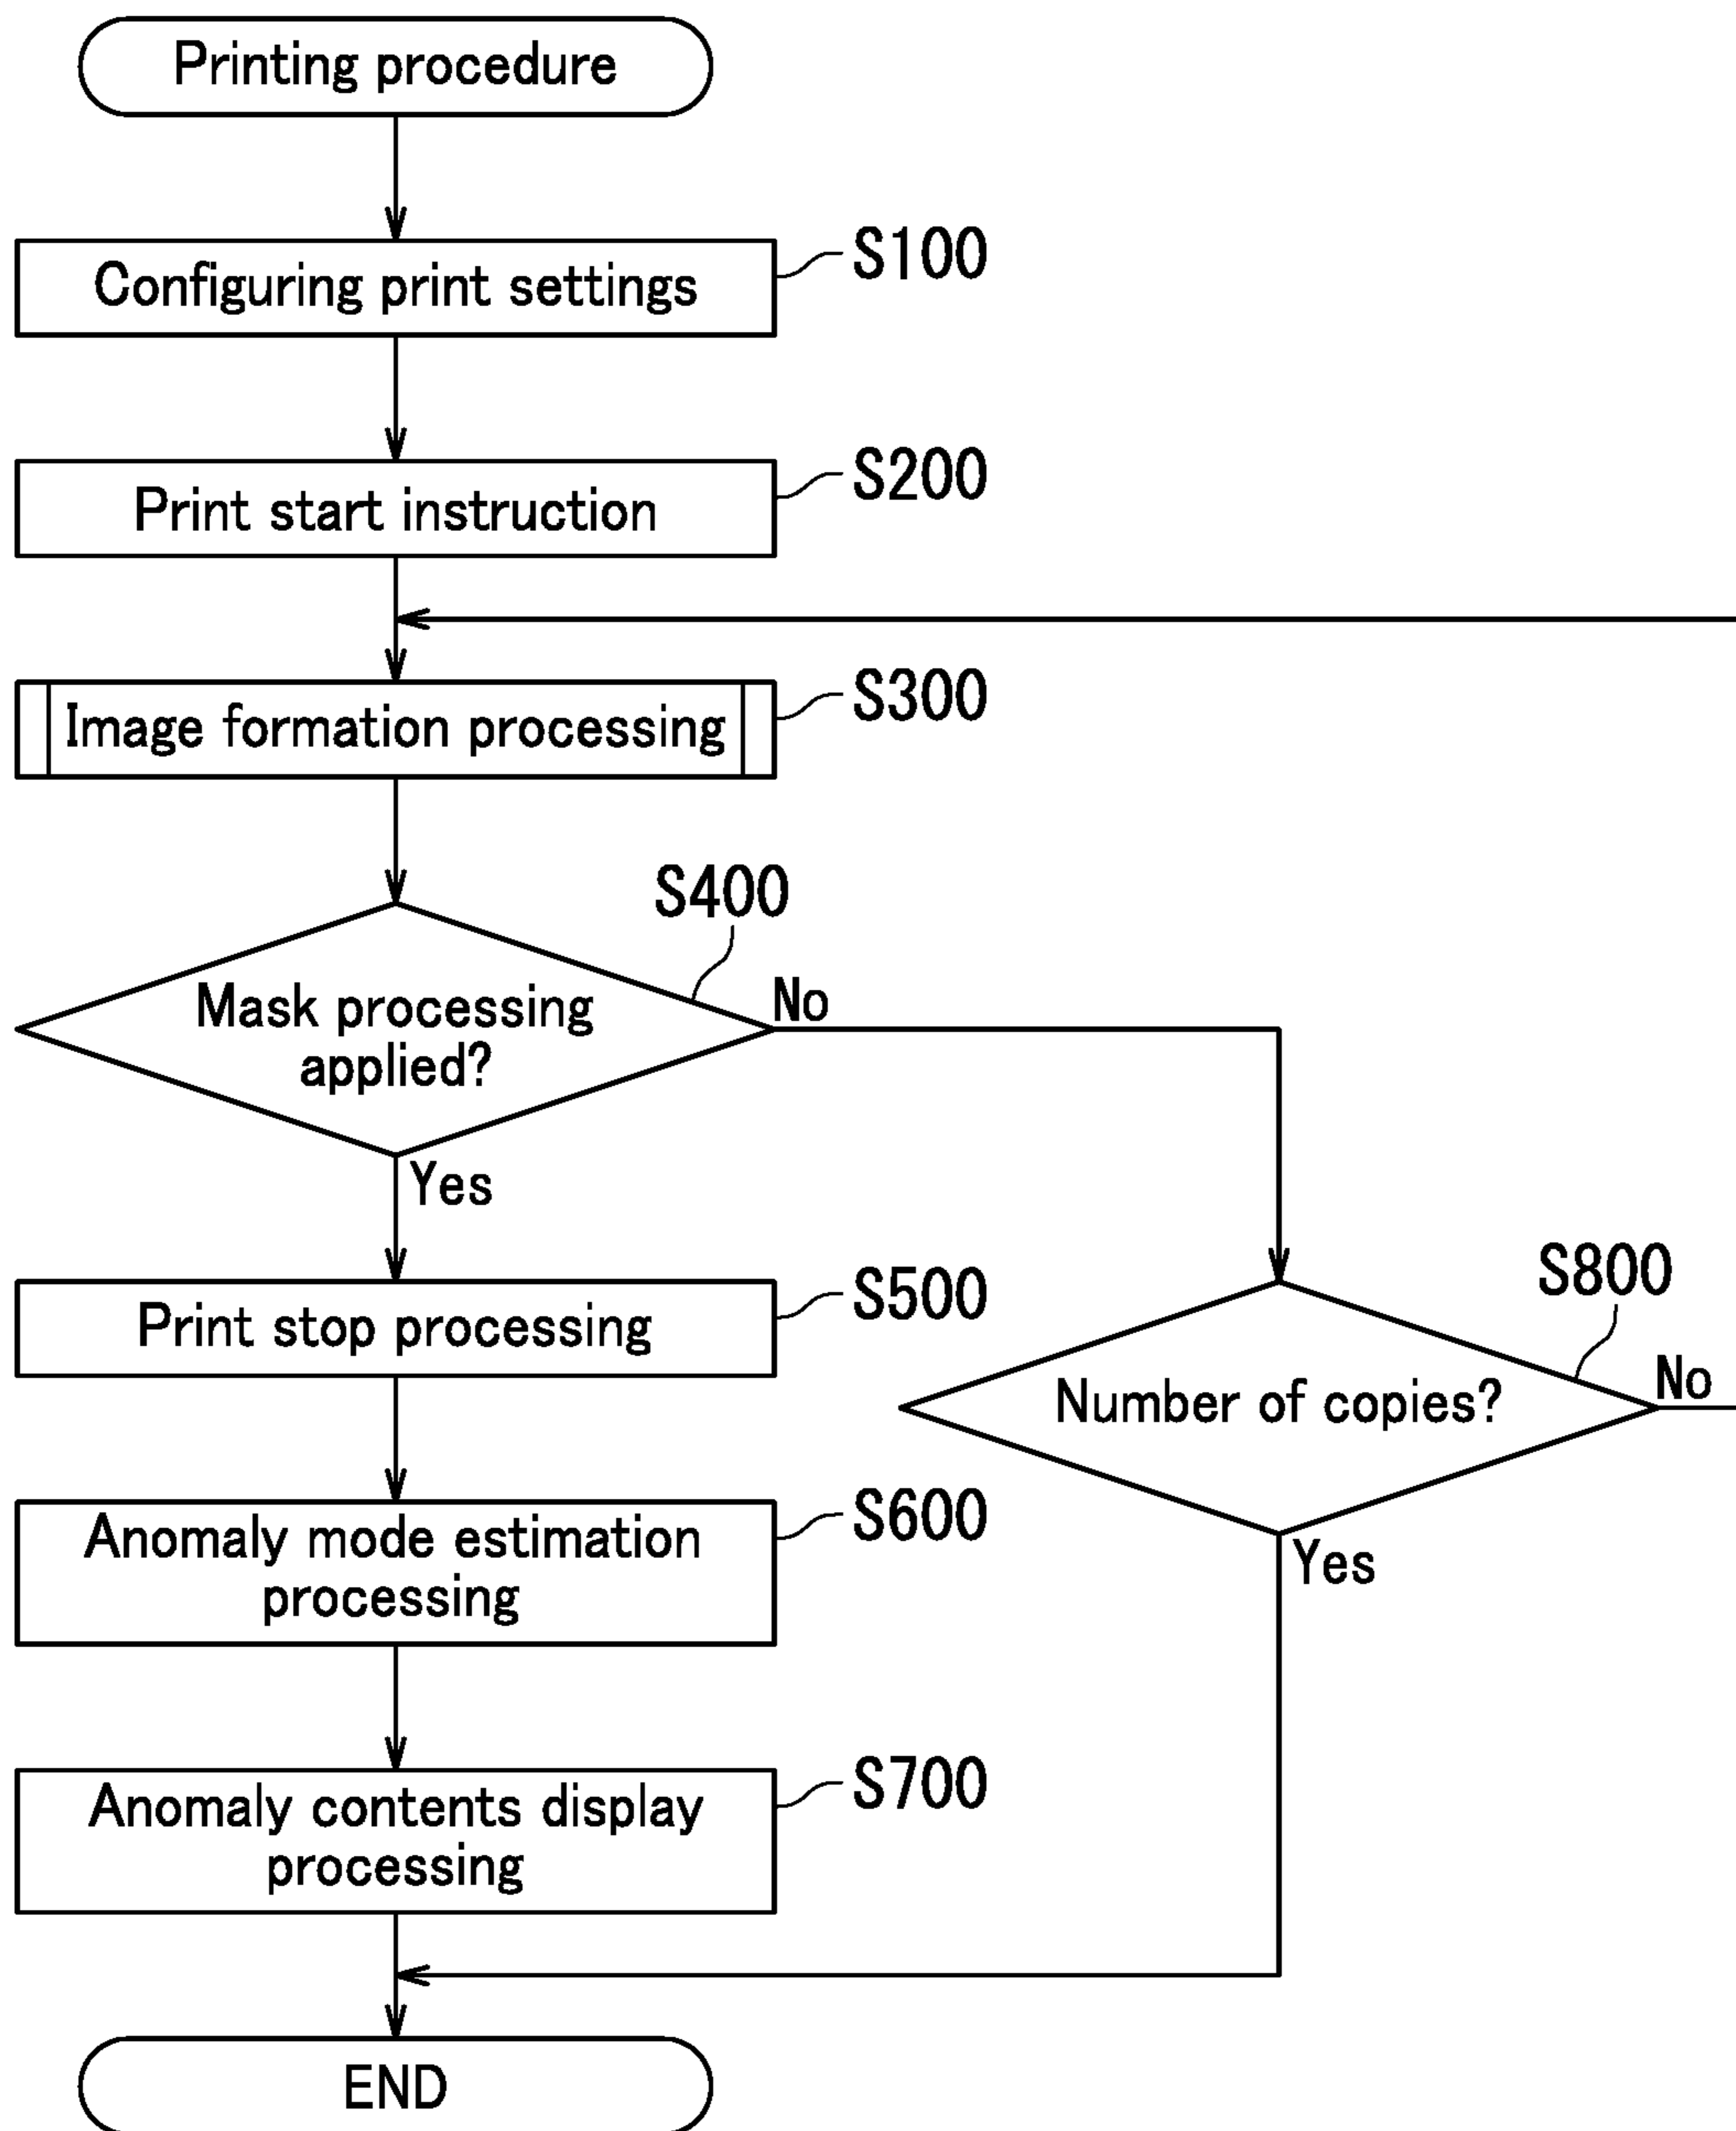 Printing procedure
Configuring print settings
S100
Print start instruction
S200
Image formation processing
S300
S400
Mask processing
applied?
No
Yes
Print stop processing
S500
S800
Number of copies?
No
Yes
Anomaly mode estimation
processing
S600
Anomaly contents display
processing
S700
END